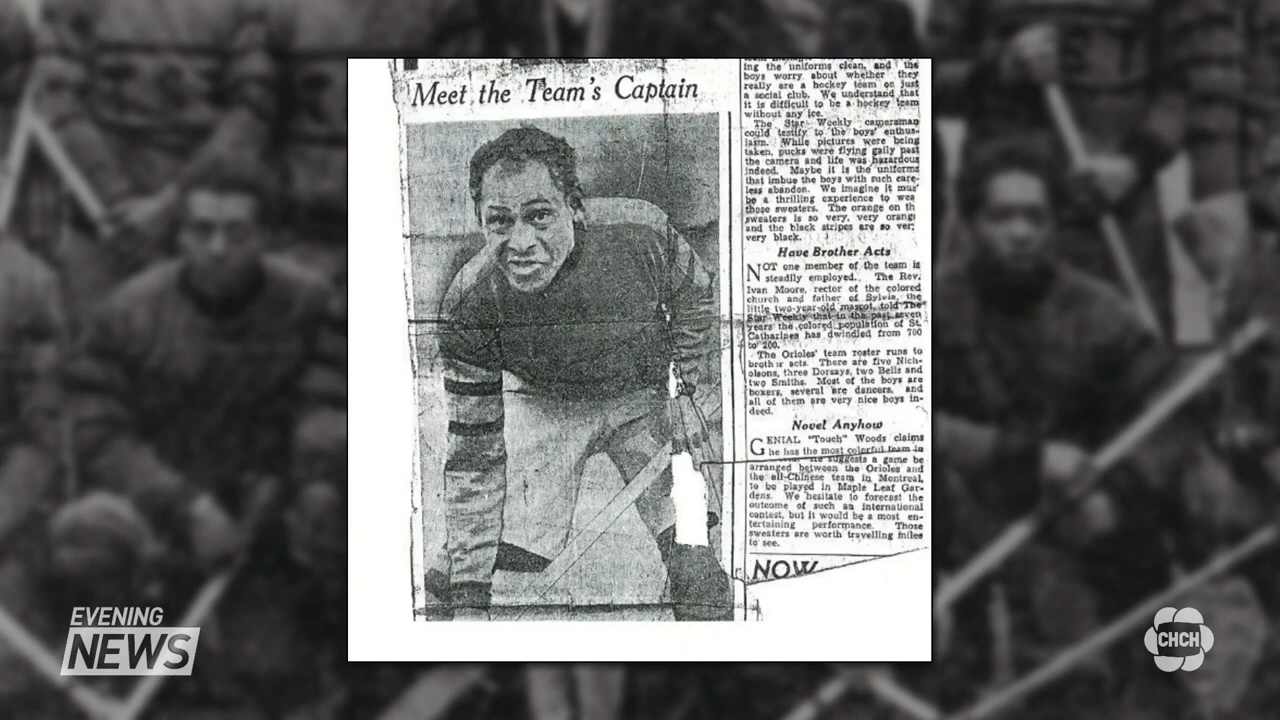 Meet the Team's Captain
ing the uniforms clean, and the
boys worry about whether they
really are a hockey team or just
a social club. We understand that
it is difficult to be a hockey team
without any ice.
The Star Weekly cameraman
could testify to the boys' enthus-
iasm. While pictures were being
taken, pucks were flying gaily past
the camera and life was hazardous
indeed. Maybe it is the uniforms
that imbue the boys with such care-
less abandon. We imagine it mus'
be a thrilling experience to wea
those sweaters. The orange on th
sweaters is so very, very orang
and the black stripes are so ver
very black.
Have Brother Acts
NOT one member of the team is
steadily employed. The Rev.
Ivan Moore, rector of the colored
church and father of Sylvia, the
little two-year-old mascot, told The
Star Weekly that in the past seven
years the colored population of St.
Catharines has dwindled from 700
to 200.
The Orioles' team roster runs to
brother acts. There are five Nich-
olsons, three Dorsays, two Bells and
two Smiths. Most of the boys are
boxers, several are dancers, and
all of them are very nice boys in-
deed.
Novel Anyhow
GENIAL "Touch" Woods claims
he has the most colorful team in
He suggests a game be
arranged between the Orioles and
the all-Chinese team in Montreal,
to be played in Maple Leaf Gar-
dens. We hesitate to forecast the
outcome of such an international
contest, but it would be a most en-
tertaining performance. Those
sweaters are worth travelling miles
to see.
NOW
EVENING
NEWS
CHCH